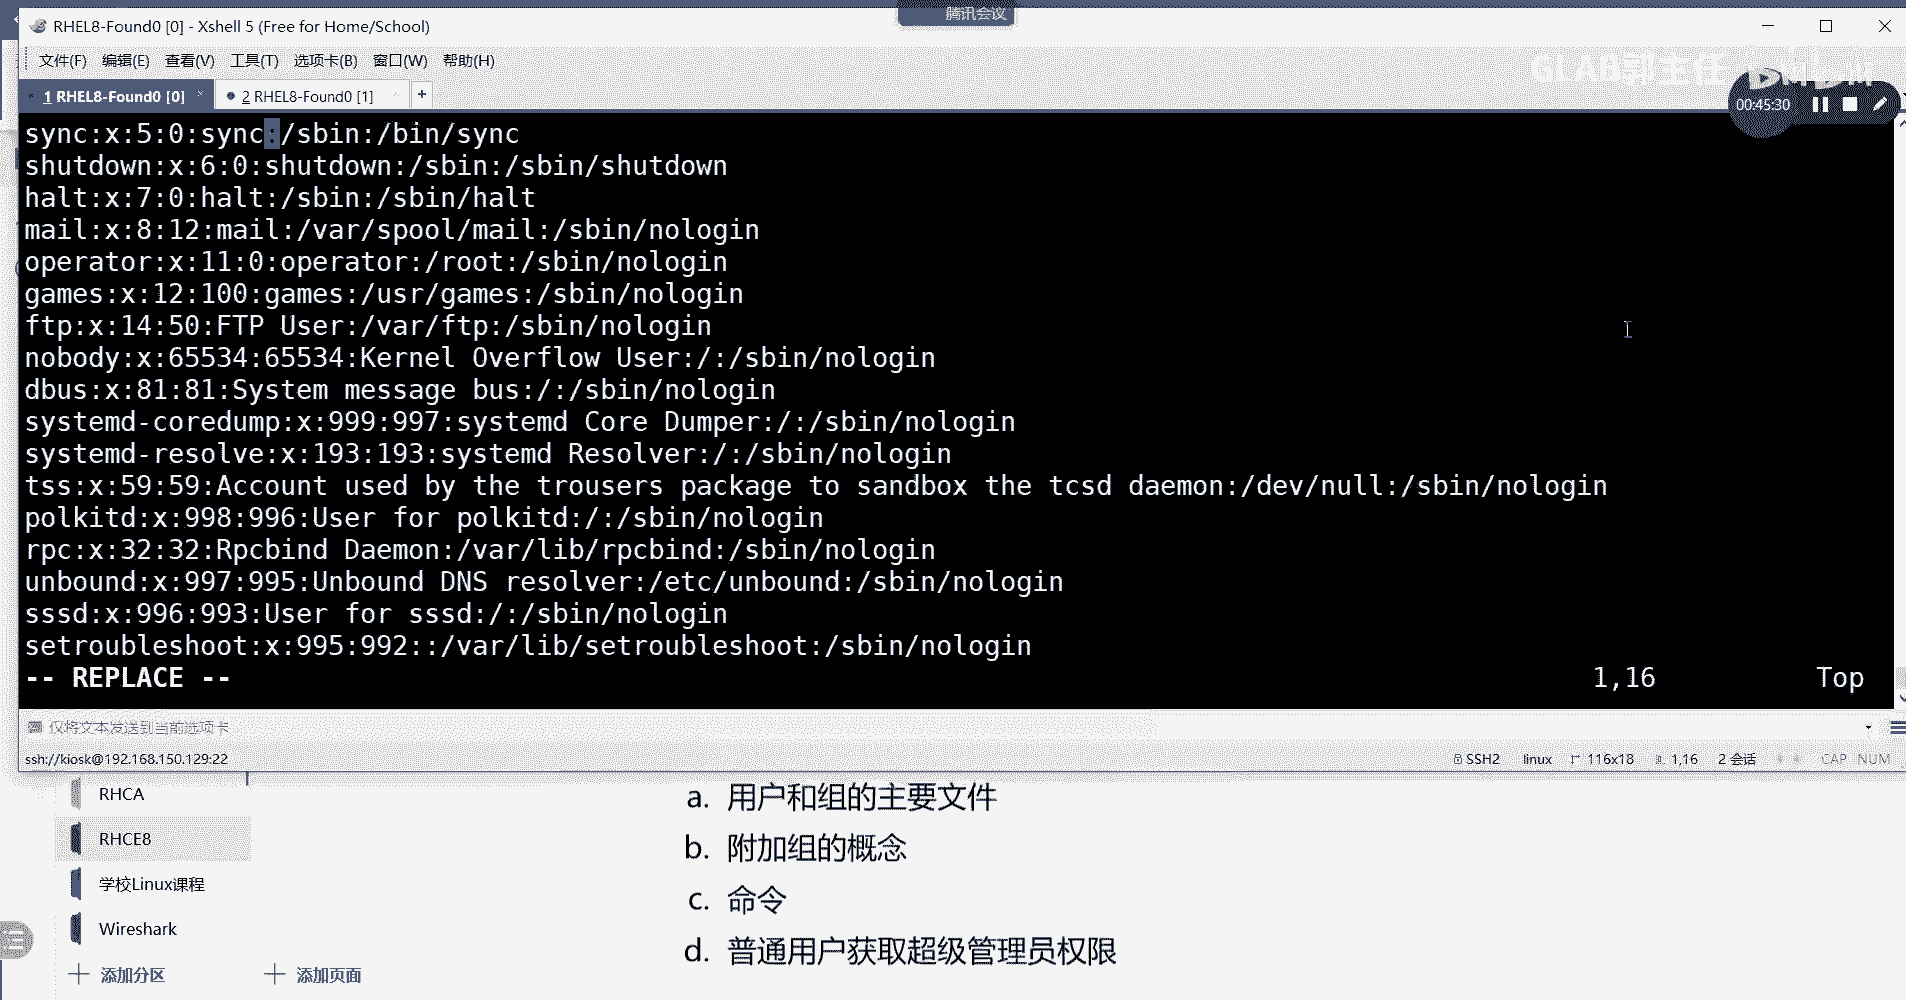 腾讯会议
RHEL8-Found0 [0] - Xshell 5 (Free for Home/School)
文件(F) 编辑(E) 查看(V) 工具(T) 选项卡(B) 窗口(W) 帮助(H)
GLAB郭主任
1 RHEL8-Found0 [0] × 2 RHEL8-Found0 [1] +
00:45:30
sync:x:5:0:sync:/sbin:/bin/sync
shutdown:x:6:0:shutdown:/sbin:/sbin/shutdown
halt:x:7:0:halt:/sbin:/sbin/halt
mail:x:8:12:mail:/var/spool/mail:/sbin/nologin
operator:x:11:0:operator:/root:/sbin/nologin
games:x:12:100:games:/usr/games:/sbin/nologin
ftp:x:14:50:FTP User:/var/ftp:/sbin/nologin
nobody:x:65534:65534:Kernel Overflow User:/:/sbin/nologin
dbus:x:81:81:System message bus:/:/sbin/nologin
systemd-coredump:x:999:997:systemd Core Dumper:/:/sbin/nologin
systemd-resolve:x:193:193:systemd Resolver:/:/sbin/nologin
tss:x:59:59:Account used by the trousers package to sandbox the tcsd daemon:/dev/null:/sbin/nologin
polkitd:x:998:996:User for polkitd:/:/sbin/nologin
rpc:x:32:32:Rpcbind Daemon:/var/lib/rpcbind:/sbin/nologin
unbound:x:997:995:Unbound DNS resolver:/etc/unbound:/sbin/nologin
sssd:x:996:993:User for sssd:/:/sbin/nologin
setroubleshoot:x:995:992::/var/lib/setroubleshoot:/sbin/nologin
-- REPLACE -- 1,16 Top
仅将文本发送到当前选项卡
ssh://kiosk@192.168.150.129:22 SSH2 linux 116x18 1,16 2 会话 CAP NUM
RHCA
RHCE8
学校Linux课程
Wireshark
添加分区 添加页面
a. 用户和组的主要文件
b. 附加组的概念
c. 命令
d. 普通用户获取超级管理员权限